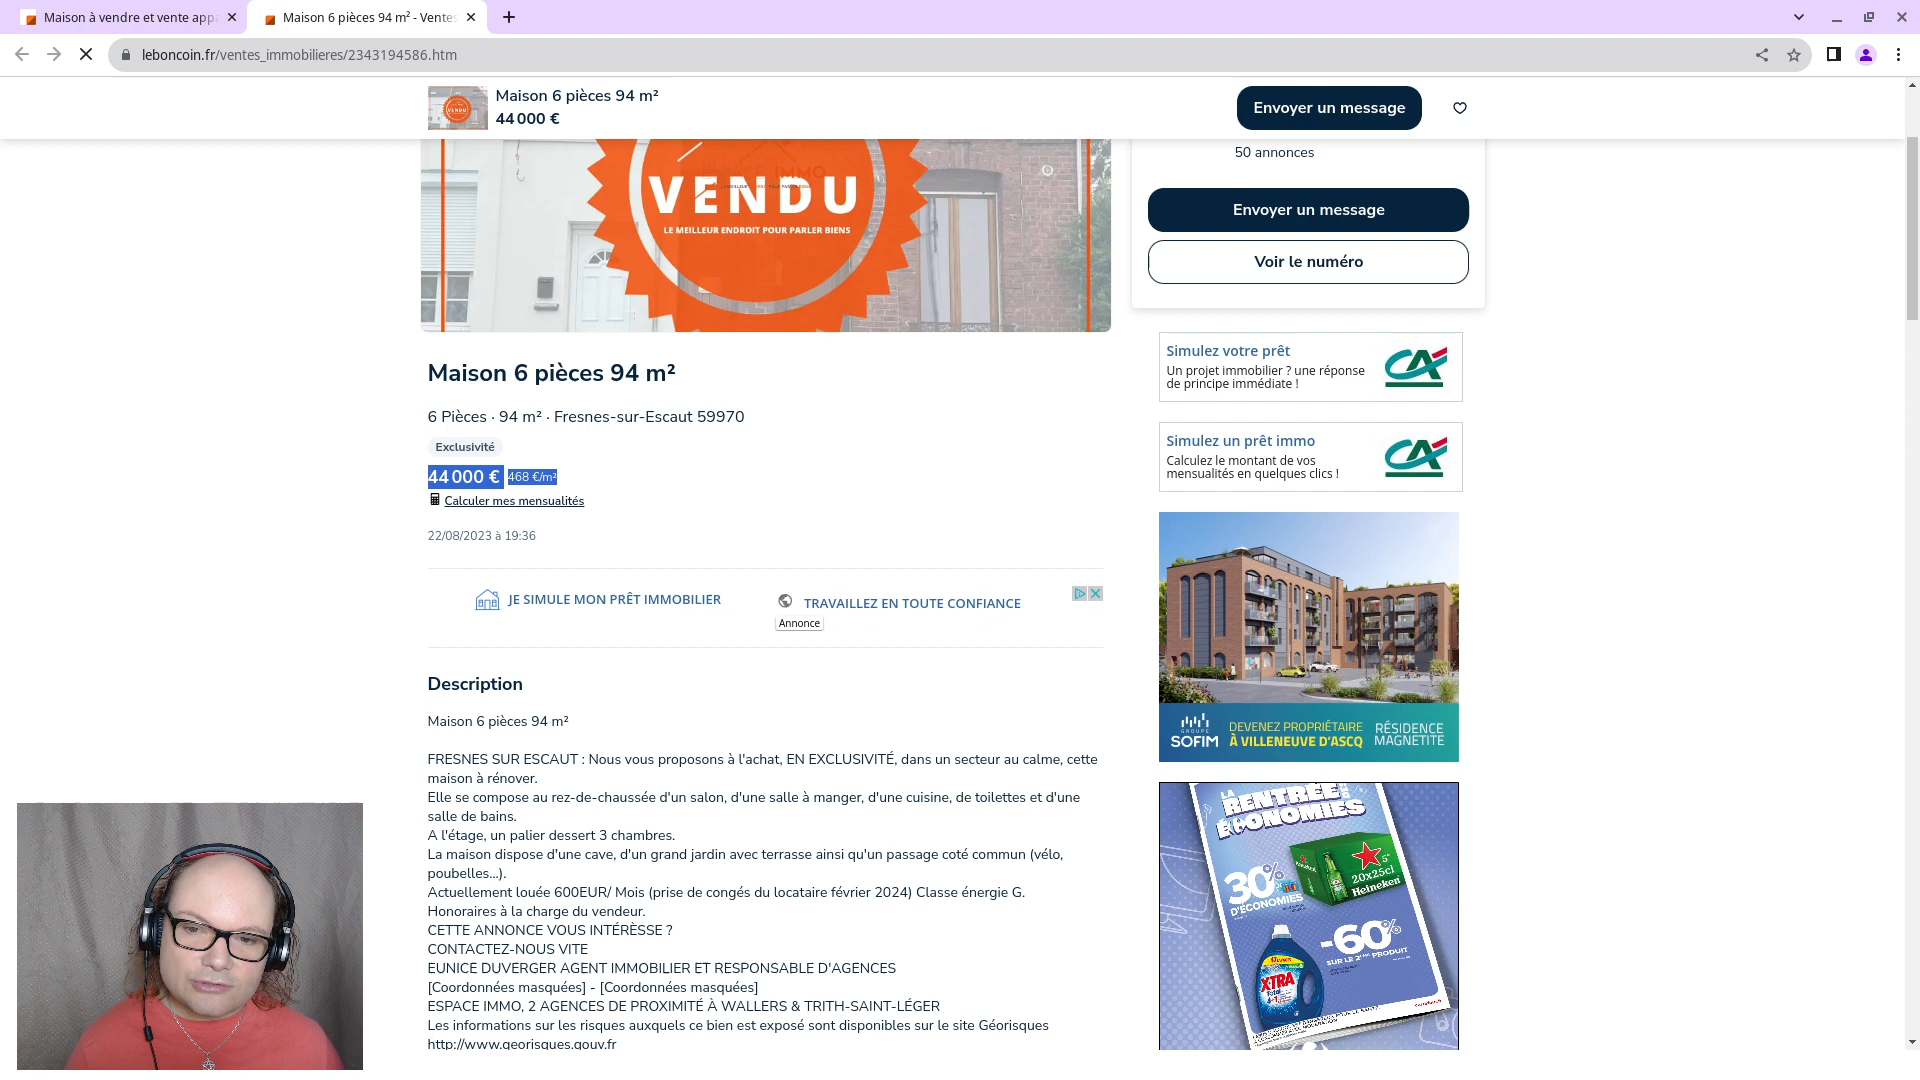 Maison à vendre et vente appa
Maison 6 pièces 94 m² - Ventes
leboncoin.fr/ventes_immobilieres/2343194586.htm
Maison 6 pièces 94 m²
44 000 €
Envoyer un message
VENDU
LE MEILLEUR ENDROIT POUR PARLER BIENS
50 annonces
Envoyer un message
Voir le numéro
Maison 6 pièces 94 m²
6 Pièces · 94 m² · Fresnes-sur-Escaut 59970
Exclusivité
44 000 € 468 €/m²
Calculer mes mensualités
22/08/2023 à 19:36
JE SIMULE MON PRÊT IMMOBILIER
TRAVAILLEZ EN TOUTE CONFIANCE
Annonce
Description
Maison 6 pièces 94 m²
FRESNES SUR ESCAUT : Nous vous proposons à l'achat, EN EXCLUSIVITÉ, dans un secteur au calme, cette
maison à rénover.
Elle se compose au rez-de-chaussée d'un salon, d'une salle à manger, d'une cuisine, de toilettes et d'une
salle de bains.
A l'étage, un palier dessert 3 chambres.
La maison dispose d'une cave, d'un grand jardin avec terrasse ainsi qu'un passage coté commun (vélo,
poubelles...).
Actuellement louée 600EUR/ Mois (prise de congés du locataire février 2024) Classe énergie G.
Honoraires à la charge du vendeur.
CETTE ANNONCE VOUS INTÉRÈSSE ?
CONTACTEZ-NOUS VITE
EUNICE DUVERGER AGENT IMMOBILIER ET RESPONSABLE D'AGENCES
[Coordonnées masquées] - [Coordonnées masquées]
ESPACE IMMO, 2 AGENCES DE PROXIMITÉ À WALLERS & TRITH-SAINT-LÉGER
Les informations sur les risques auxquels ce bien est exposé sont disponibles sur le site Géorisques
http://www.georisques.gouv.fr
Simulez votre prêt
Un projet immobilier ? une réponse
de principe immédiate !
Simulez un prêt immo
Calculez le montant de vos
mensualités en quelques clics !
GROUPE
SOFIM
DEVENEZ PROPRIÉTAIRE
À VILLENEUVE D'ASCQ
RÉSIDENCE
MAGNETITE
LA
RENTRÉE
DES
ÉCONOMIES
30%
D'ÉCONOMIES
20x25cl
Heineken
-60%
SUR LE 2ÈME PRODUIT
X-TRA
Total